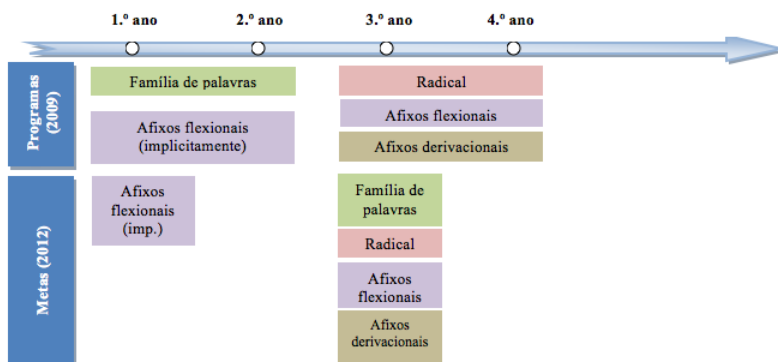 1.º ano 2.º ano 3.º ano 4.º ano
Programas
(2009)
Família de palavras
Radical
Afixos flexionais
(implicitamente)
Afixos flexionais
Afixos derivacionais
Metas (2012)
Afixos
flexionais
(imp.)
Família de
palavras
Radical
Afixos
flexionais
Afixos
derivacionais